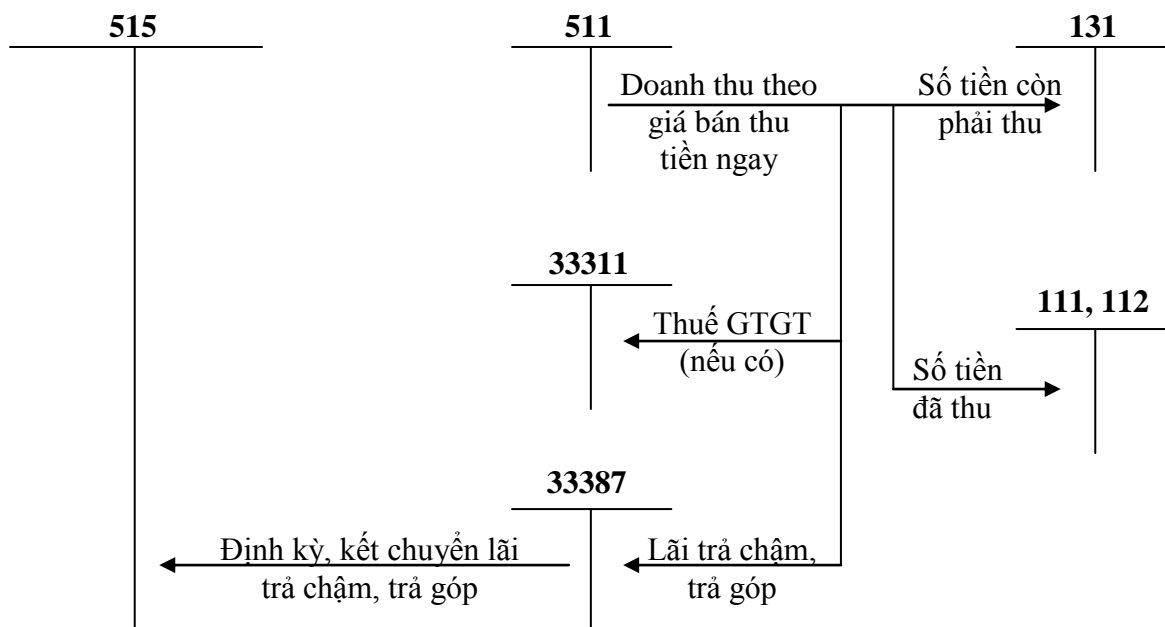 515
511
131
Doanh thu theo
giá bán thu
tiền ngay
Số tiền còn
phải thu
33311
Thuế GTGT
(nếu có)
111, 112
Số tiền
đã thu
33387
Định kỳ, kết chuyển lãi
trả chậm, trả góp
Lãi trả chậm,
trả góp